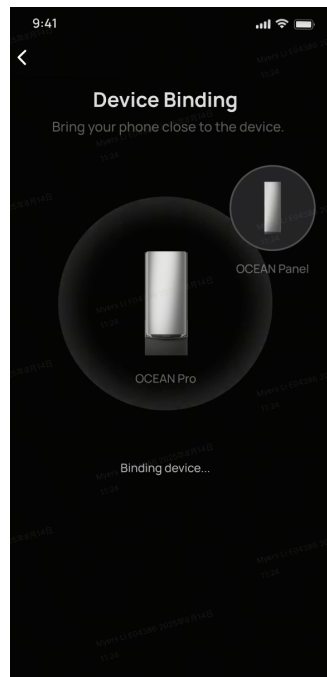 9:41
Device Binding
Bring your phone close to the device.
OCEAN Panel
OCEAN Pro
Binding device...